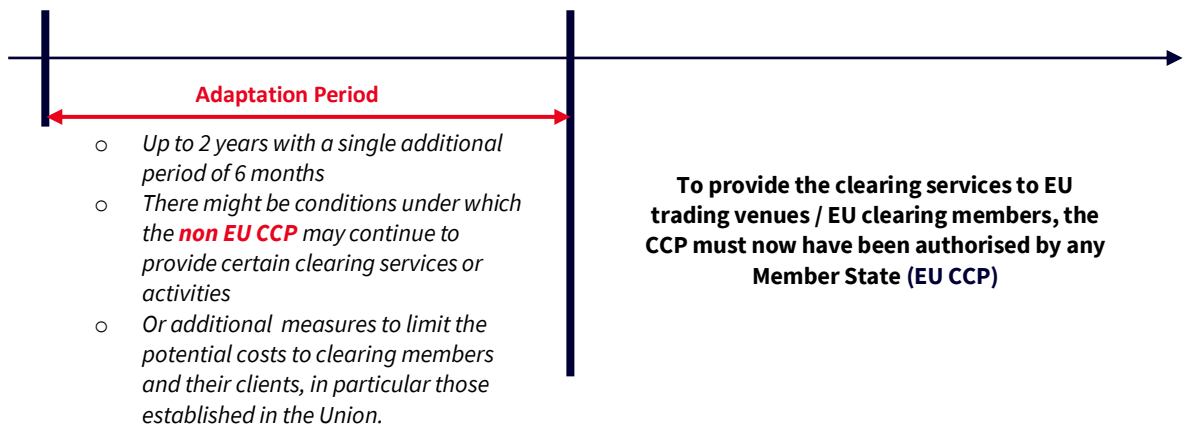 Adaptation Period
o Up to 2 years with a single additional
period of 6 months
o There might be conditions under which
the non EU CCP may continue to
provide certain clearing services or
activities
o Or additional measures to limit the
potential costs to clearing members
and their clients, in particular those
established in the Union.
To provide the clearing services to EU
trading venues / EU clearing members, the
CCP must now have been authorised by any
Member State (EU CCP)